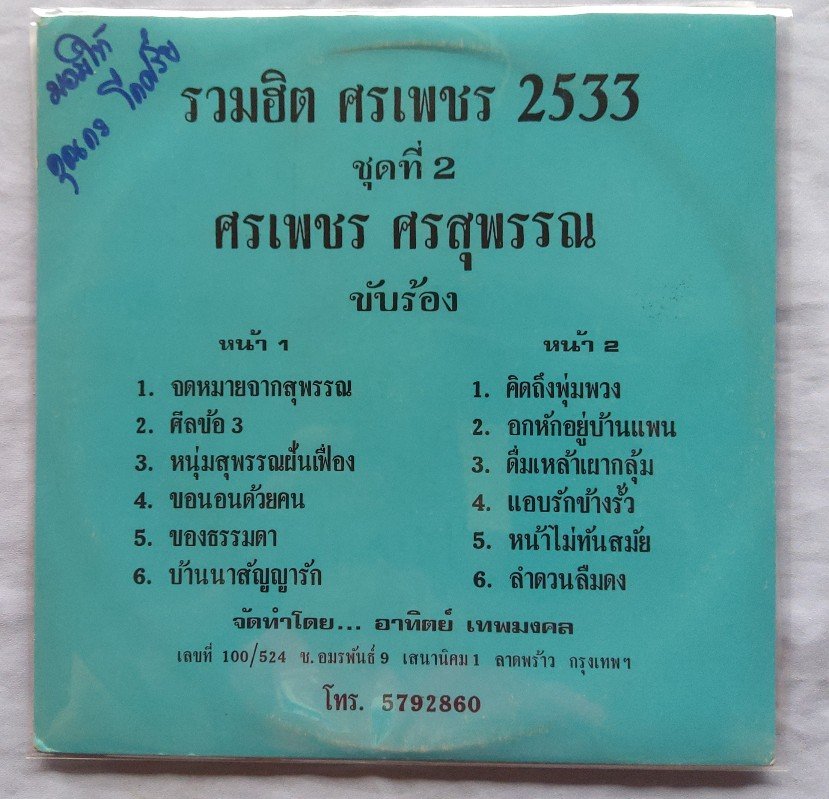 มอบให้
รวมฮิต ศรเพชร 2533
ชุดที่ 2
ศรเพชร ศรสุพรรณ
ขับร้อง
หน้า 1
1. จดหมายจากสุพรรณ
2. ศีลข้อ 3
3. หนุ่มสุพรรณฝั่นเฟื่อง
4. ขอนอนด้วยคน
5. ของธรรมดา
6. บ้านนาสัญญารัก
หน้า 2
1. คิดถึงพุ่มพวง
2. อกหักอยู่บ้านแพน
3. ดื่มเหล้าเผากลุ้ม
4. แอบรักข้างรั้ว
5. หน้าไม่ทันสมัย
6. ลำดวนลืมดง
จัดทำโดย... อาทิตย์ เทพมงคล
เลขที่ 100/524 ซ.อมรพันธ์ 9 เสนานิคม 1 ลาดพร้าว กรุงเทพฯ
โทร. 5792860